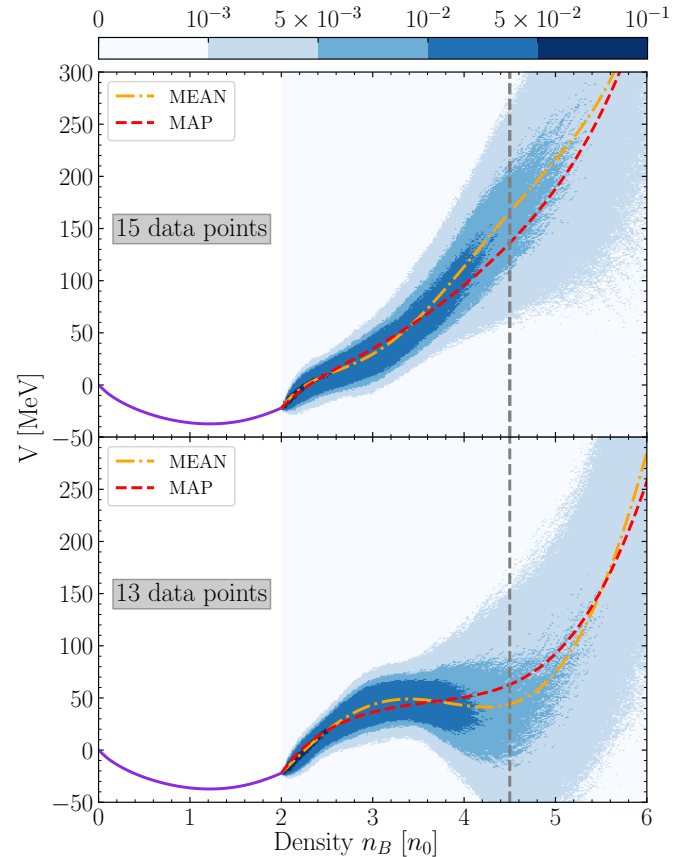 0 10⁻³ 5 × 10⁻³ 10⁻² 5 × 10⁻² 10⁻¹
300
250
200
150
100
50
0
−50
MEAN
MAP
15 data points
V [MeV]
250
200
150
100
50
0
−50
MEAN
MAP
13 data points
0 1 2 3 4 5 6
Density n_B [n₀]